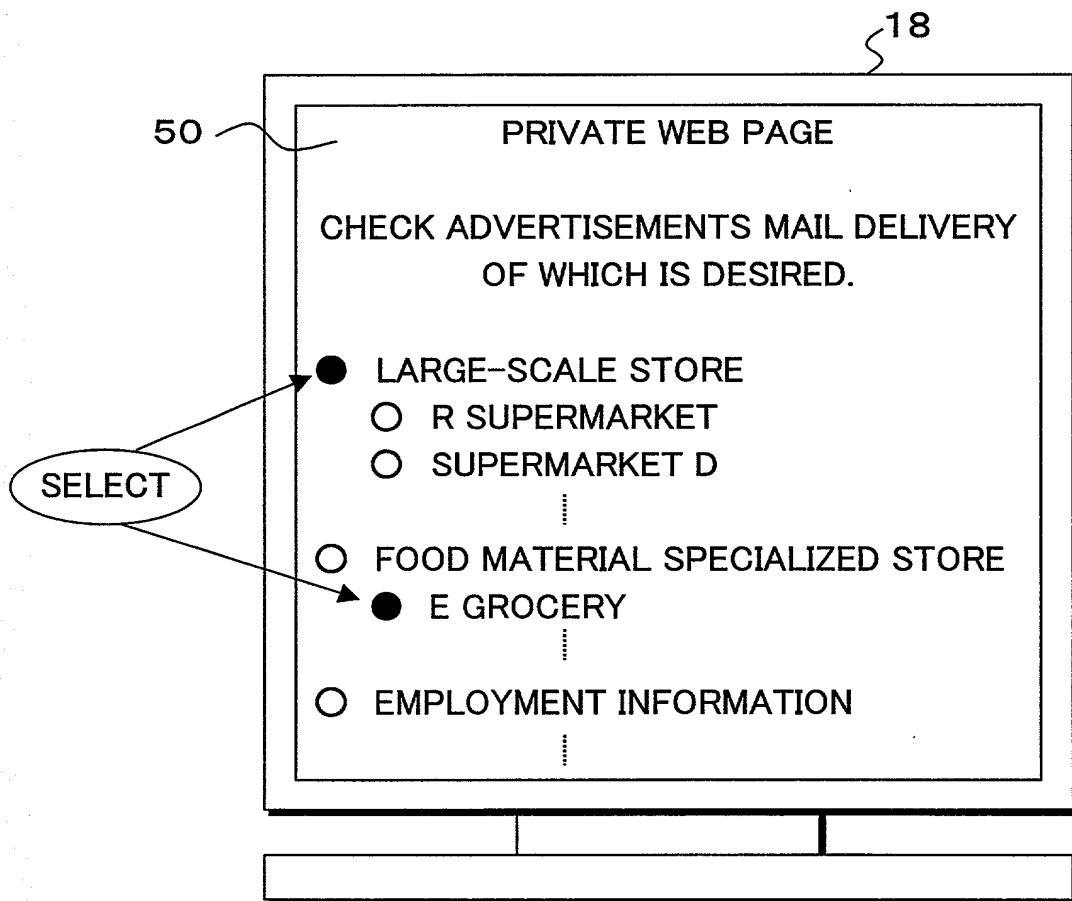 18
50
PRIVATE WEB PAGE
CHECK ADVERTISEMENTS MAIL DELIVERY
OF WHICH IS DESIRED.
LARGE-SCALE STORE
R SUPERMARKET
SUPERMARKET D
SELECT
FOOD MATERIAL SPECIALIZED STORE
E GROCERY
EMPLOYMENT INFORMATION